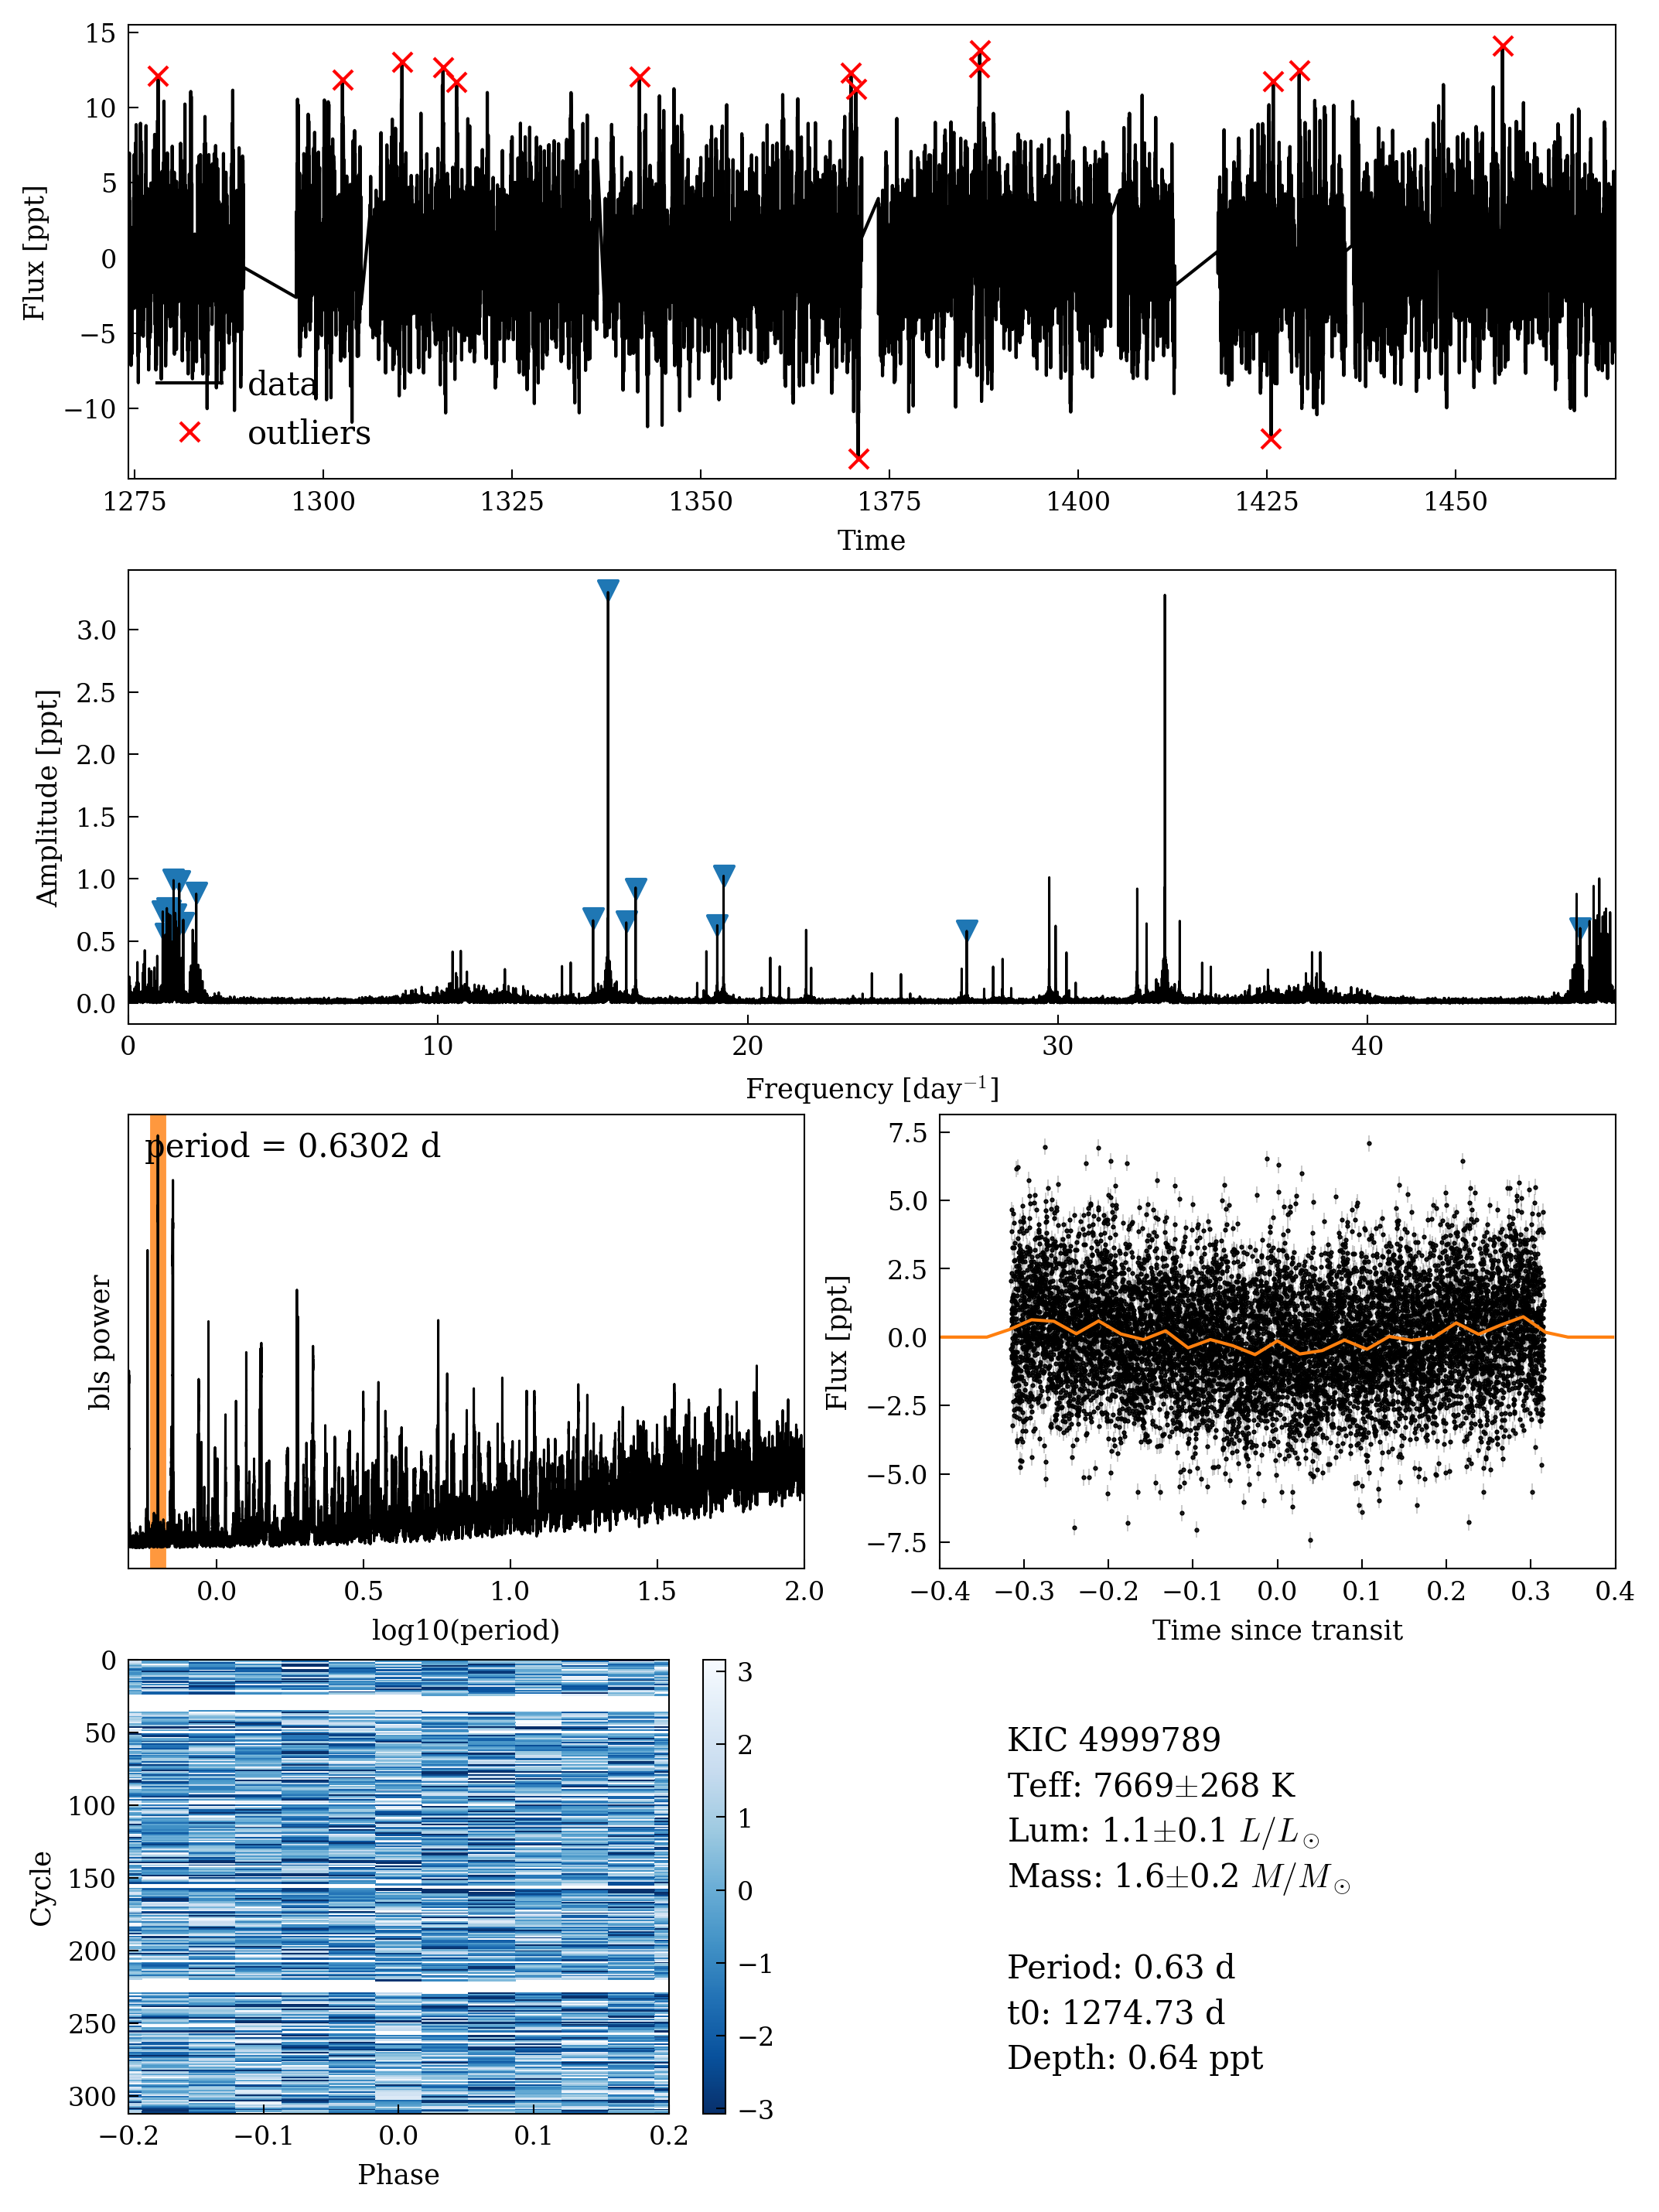 15
10
5
0
−5
−10
Flux [ppt]
data
outliers
1275 1300 1325 1350 1375 1400 1425 1450
Time
3.0
2.5
2.0
1.5
1.0
0.5
0.0
Amplitude [ppt]
0 10 20 30 40
Frequency [day⁻¹]
period = 0.6302 d
bls power
0.0 0.5 1.0 1.5 2.0
log10(period)
7.5
5.0
2.5
0.0
−2.5
−5.0
−7.5
Flux [ppt]
−0.4 −0.3 −0.2 −0.1 0.0 0.1 0.2 0.3 0.4
Time since transit
0
50
100
150
200
250
300
Cycle
−0.2 −0.1 0.0 0.1 0.2
Phase
3
2
1
0
−1
−2
−3
KIC 4999789
Teff: 7669±268 K
Lum: 1.1±0.1 L/L☉
Mass: 1.6±0.2 M/M☉
Period: 0.63 d
t0: 1274.73 d
Depth: 0.64 ppt